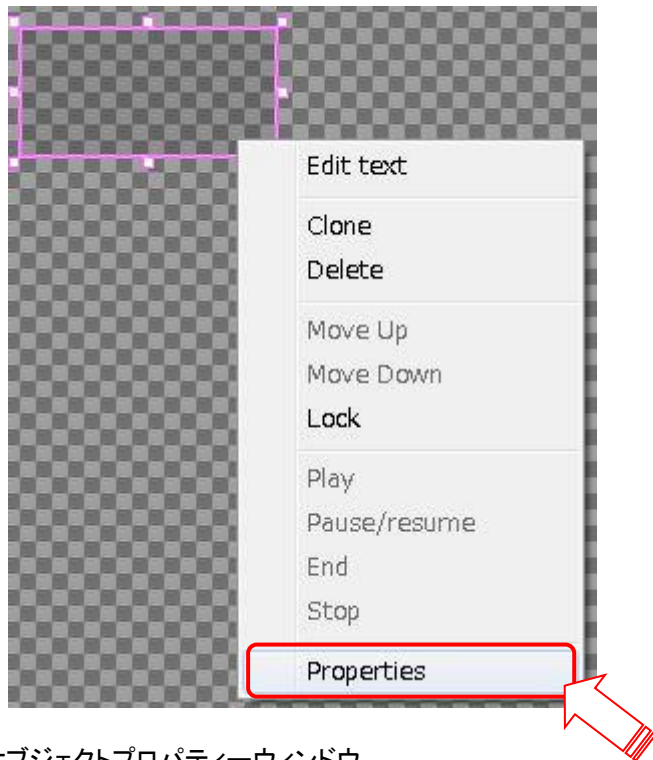 Edit text
Clone
Delete
Move Up
Move Down
Lock
Play
Pause/resume
End
Stop
Properties
オブジェクトプロパティーウィンドウ